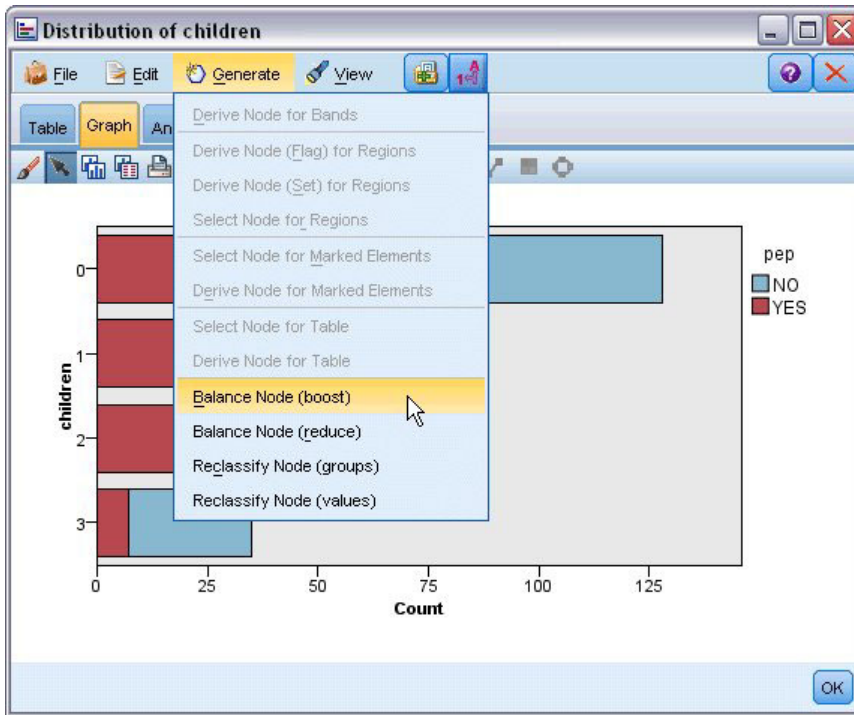 Distribution of children
File Edit Generate View
Table Graph An
Derive Node for Bands
Derive Node (Flag) for Regions
Derive Node (Set) for Regions
Select Node for Regions
Select Node for Marked Elements
Derive Node for Marked Elements
Select Node for Table
Derive Node for Table
Balance Node (boost)
Balance Node (reduce)
Reclassify Node (groups)
Reclassify Node (values)
children
0
1
2
3
0 25 50 75 100 125
Count
pep
NO
YES
OK